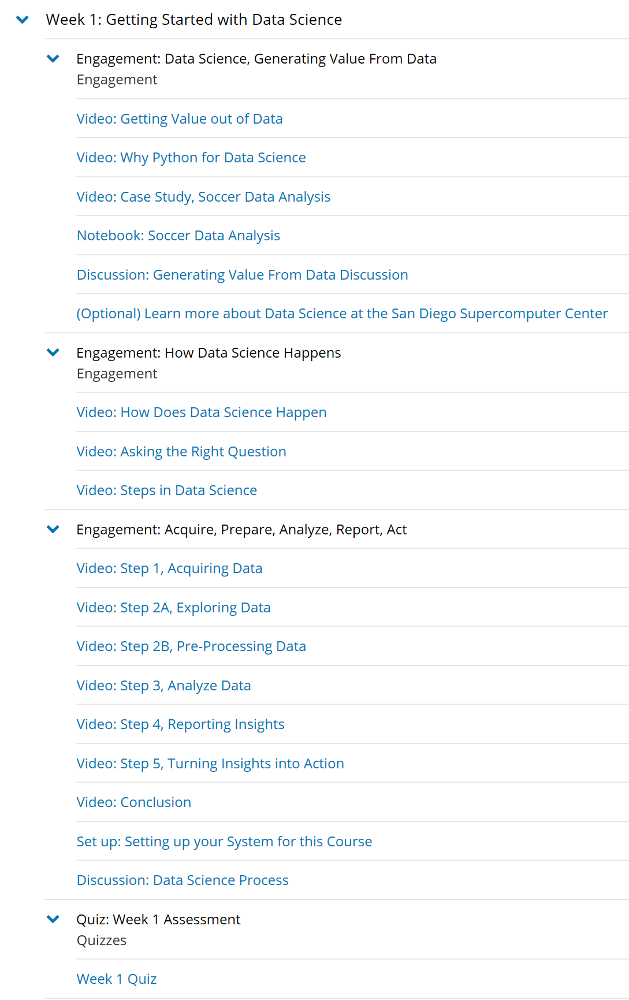 Week 1: Getting Started with Data Science
Engagement: Data Science, Generating Value From Data
Engagement
Video: Getting Value out of Data
Video: Why Python for Data Science
Video: Case Study, Soccer Data Analysis
Notebook: Soccer Data Analysis
Discussion: Generating Value From Data Discussion
(Optional) Learn more about Data Science at the San Diego Supercomputer Center
Engagement: How Data Science Happens
Engagement
Video: How Does Data Science Happen
Video: Asking the Right Question
Video: Steps in Data Science
Engagement: Acquire, Prepare, Analyze, Report, Act
Video: Step 1, Acquiring Data
Video: Step 2A, Exploring Data
Video: Step 2B, Pre-Processing Data
Video: Step 3, Analyze Data
Video: Step 4, Reporting Insights
Video: Step 5, Turning Insights into Action
Video: Conclusion
Set up: Setting up your System for this Course
Discussion: Data Science Process
Quiz: Week 1 Assessment
Quizzes
Week 1 Quiz